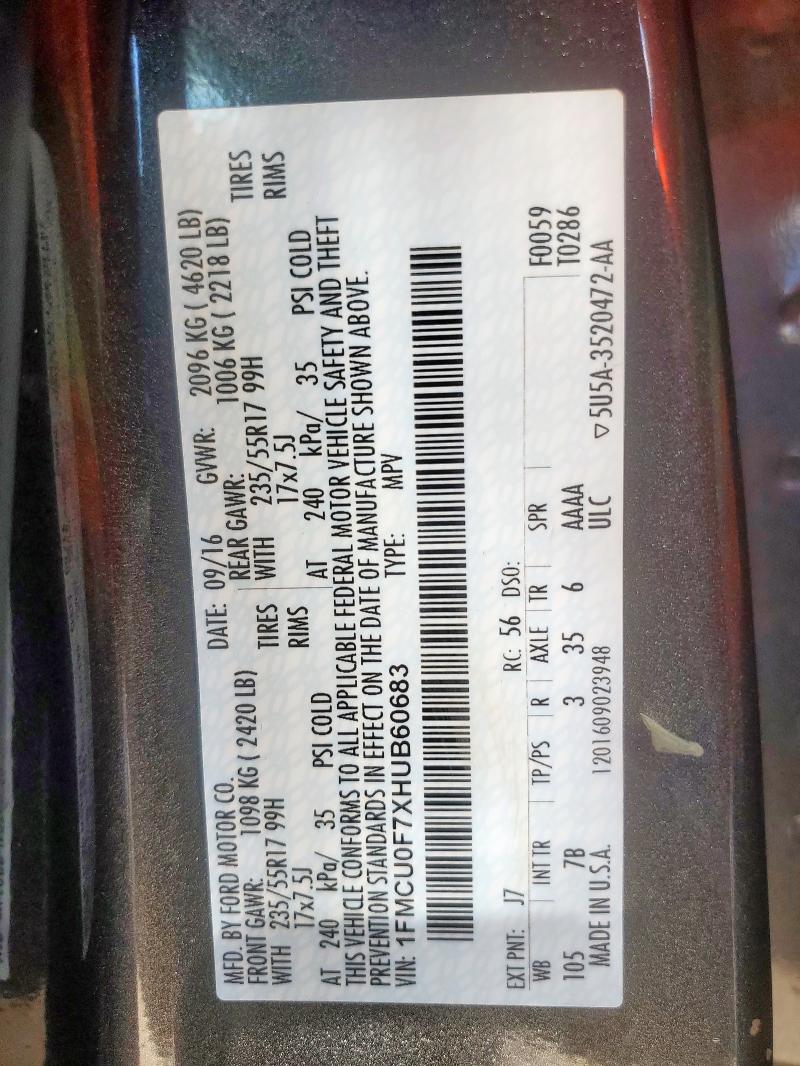 MFD. BY FORD MOTOR CO.
DATE: 09/16 GVWR: 2096 KG ( 4620 LB)
FRONT GAWR: 1098 KG ( 2420 LB) REAR GAWR: 1006 KG ( 2218 LB)
WITH 235/55R17 99H TIRES WITH 235/55R17 99H TIRES
17x7.5J RIMS 17x7.5J RIMS
AT 240 kPa/ 35 PSI COLD AT 240 kPa/ 35 PSI COLD
THIS VEHICLE CONFORMS TO ALL APPLICABLE FEDERAL MOTOR VEHICLE SAFETY AND THEFT
PREVENTION STANDARDS IN EFFECT ON THE DATE OF MANUFACTURE SHOWN ABOVE.
VIN: 1FMCU0F7XHUB60683 TYPE: MPV
EXT PNT: J7 RC: 56 DSO:
WB INT TR TP/PS R AXLE TR SPR F0059
105 7B 3 35 6 AAAA T0286
MADE IN U.S.A. 1201609023948 ULC ▽5U5A-3520472-AA